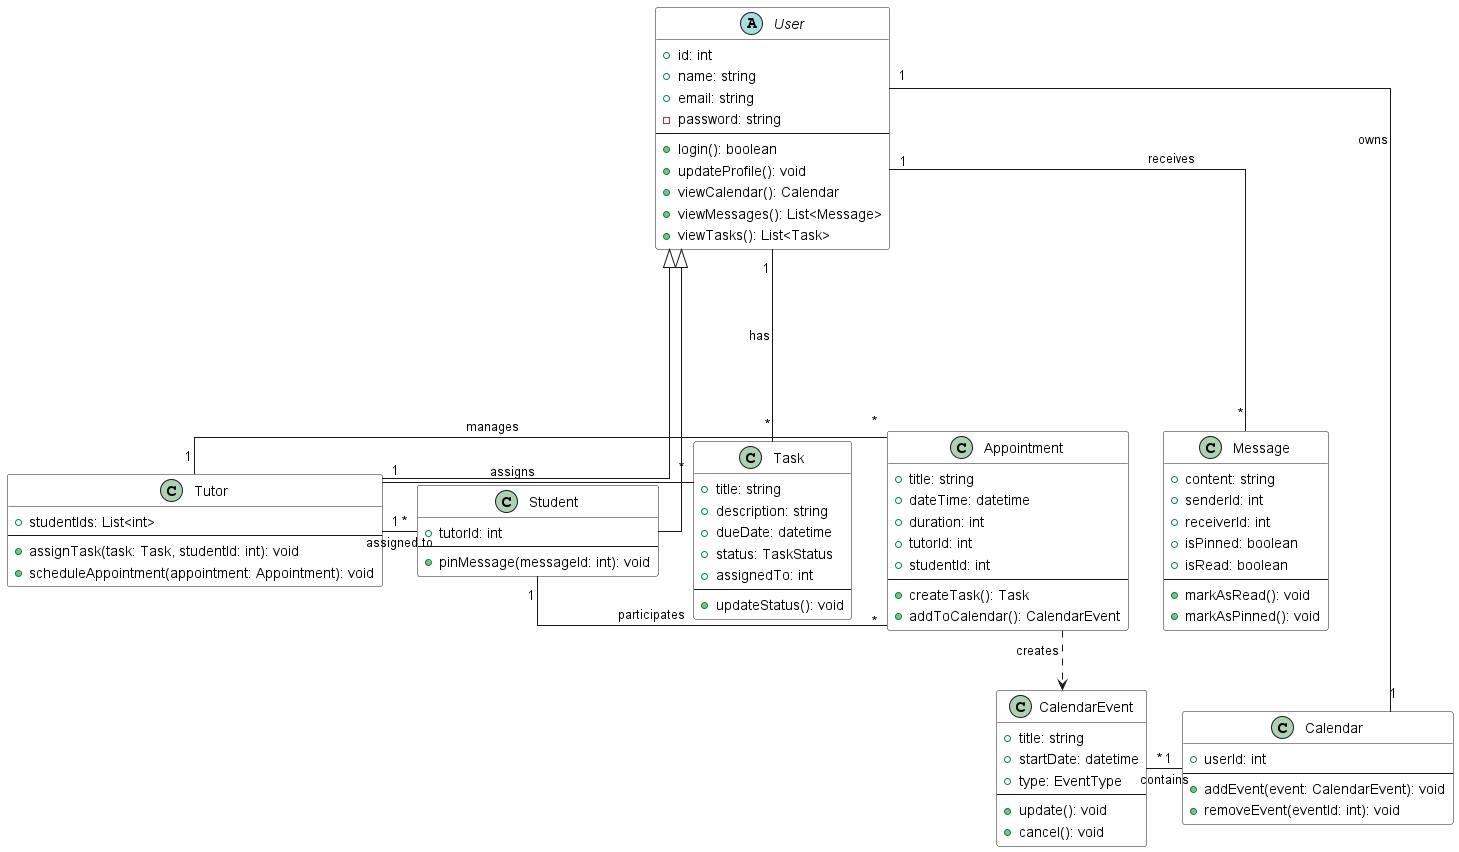 A User
id: int
name: string
email: string
password: string
login(): boolean
updateProfile(): void
viewCalendar(): Calendar
viewMessages(): List<Message>
viewTasks(): List<Task>
1
owns
1
receives
1
has
*
*
*
manages
1
1
assigns
*
C Tutor
studentIds: List<int>
assignTask(task: Task, studentId: int): void
scheduleAppointment(appointment: Appointment): void
1 *
assigned to
C Student
tutorId: int
pinMessage(messageId: int): void
C Task
title: string
description: string
dueDate: datetime
status: TaskStatus
assignedTo: int
updateStatus(): void
C Appointment
title: string
dateTime: datetime
duration: int
tutorId: int
studentId: int
createTask(): Task
addToCalendar(): CalendarEvent
C Message
content: string
senderId: int
receiverId: int
isPinned: boolean
isRead: boolean
markAsRead(): void
markAsPinned(): void
1
participates
*
creates
1
C CalendarEvent
title: string
startDate: datetime
type: EventType
update(): void
cancel(): void
* 1
contains
C Calendar
userId: int
addEvent(event: CalendarEvent): void
removeEvent(eventId: int): void